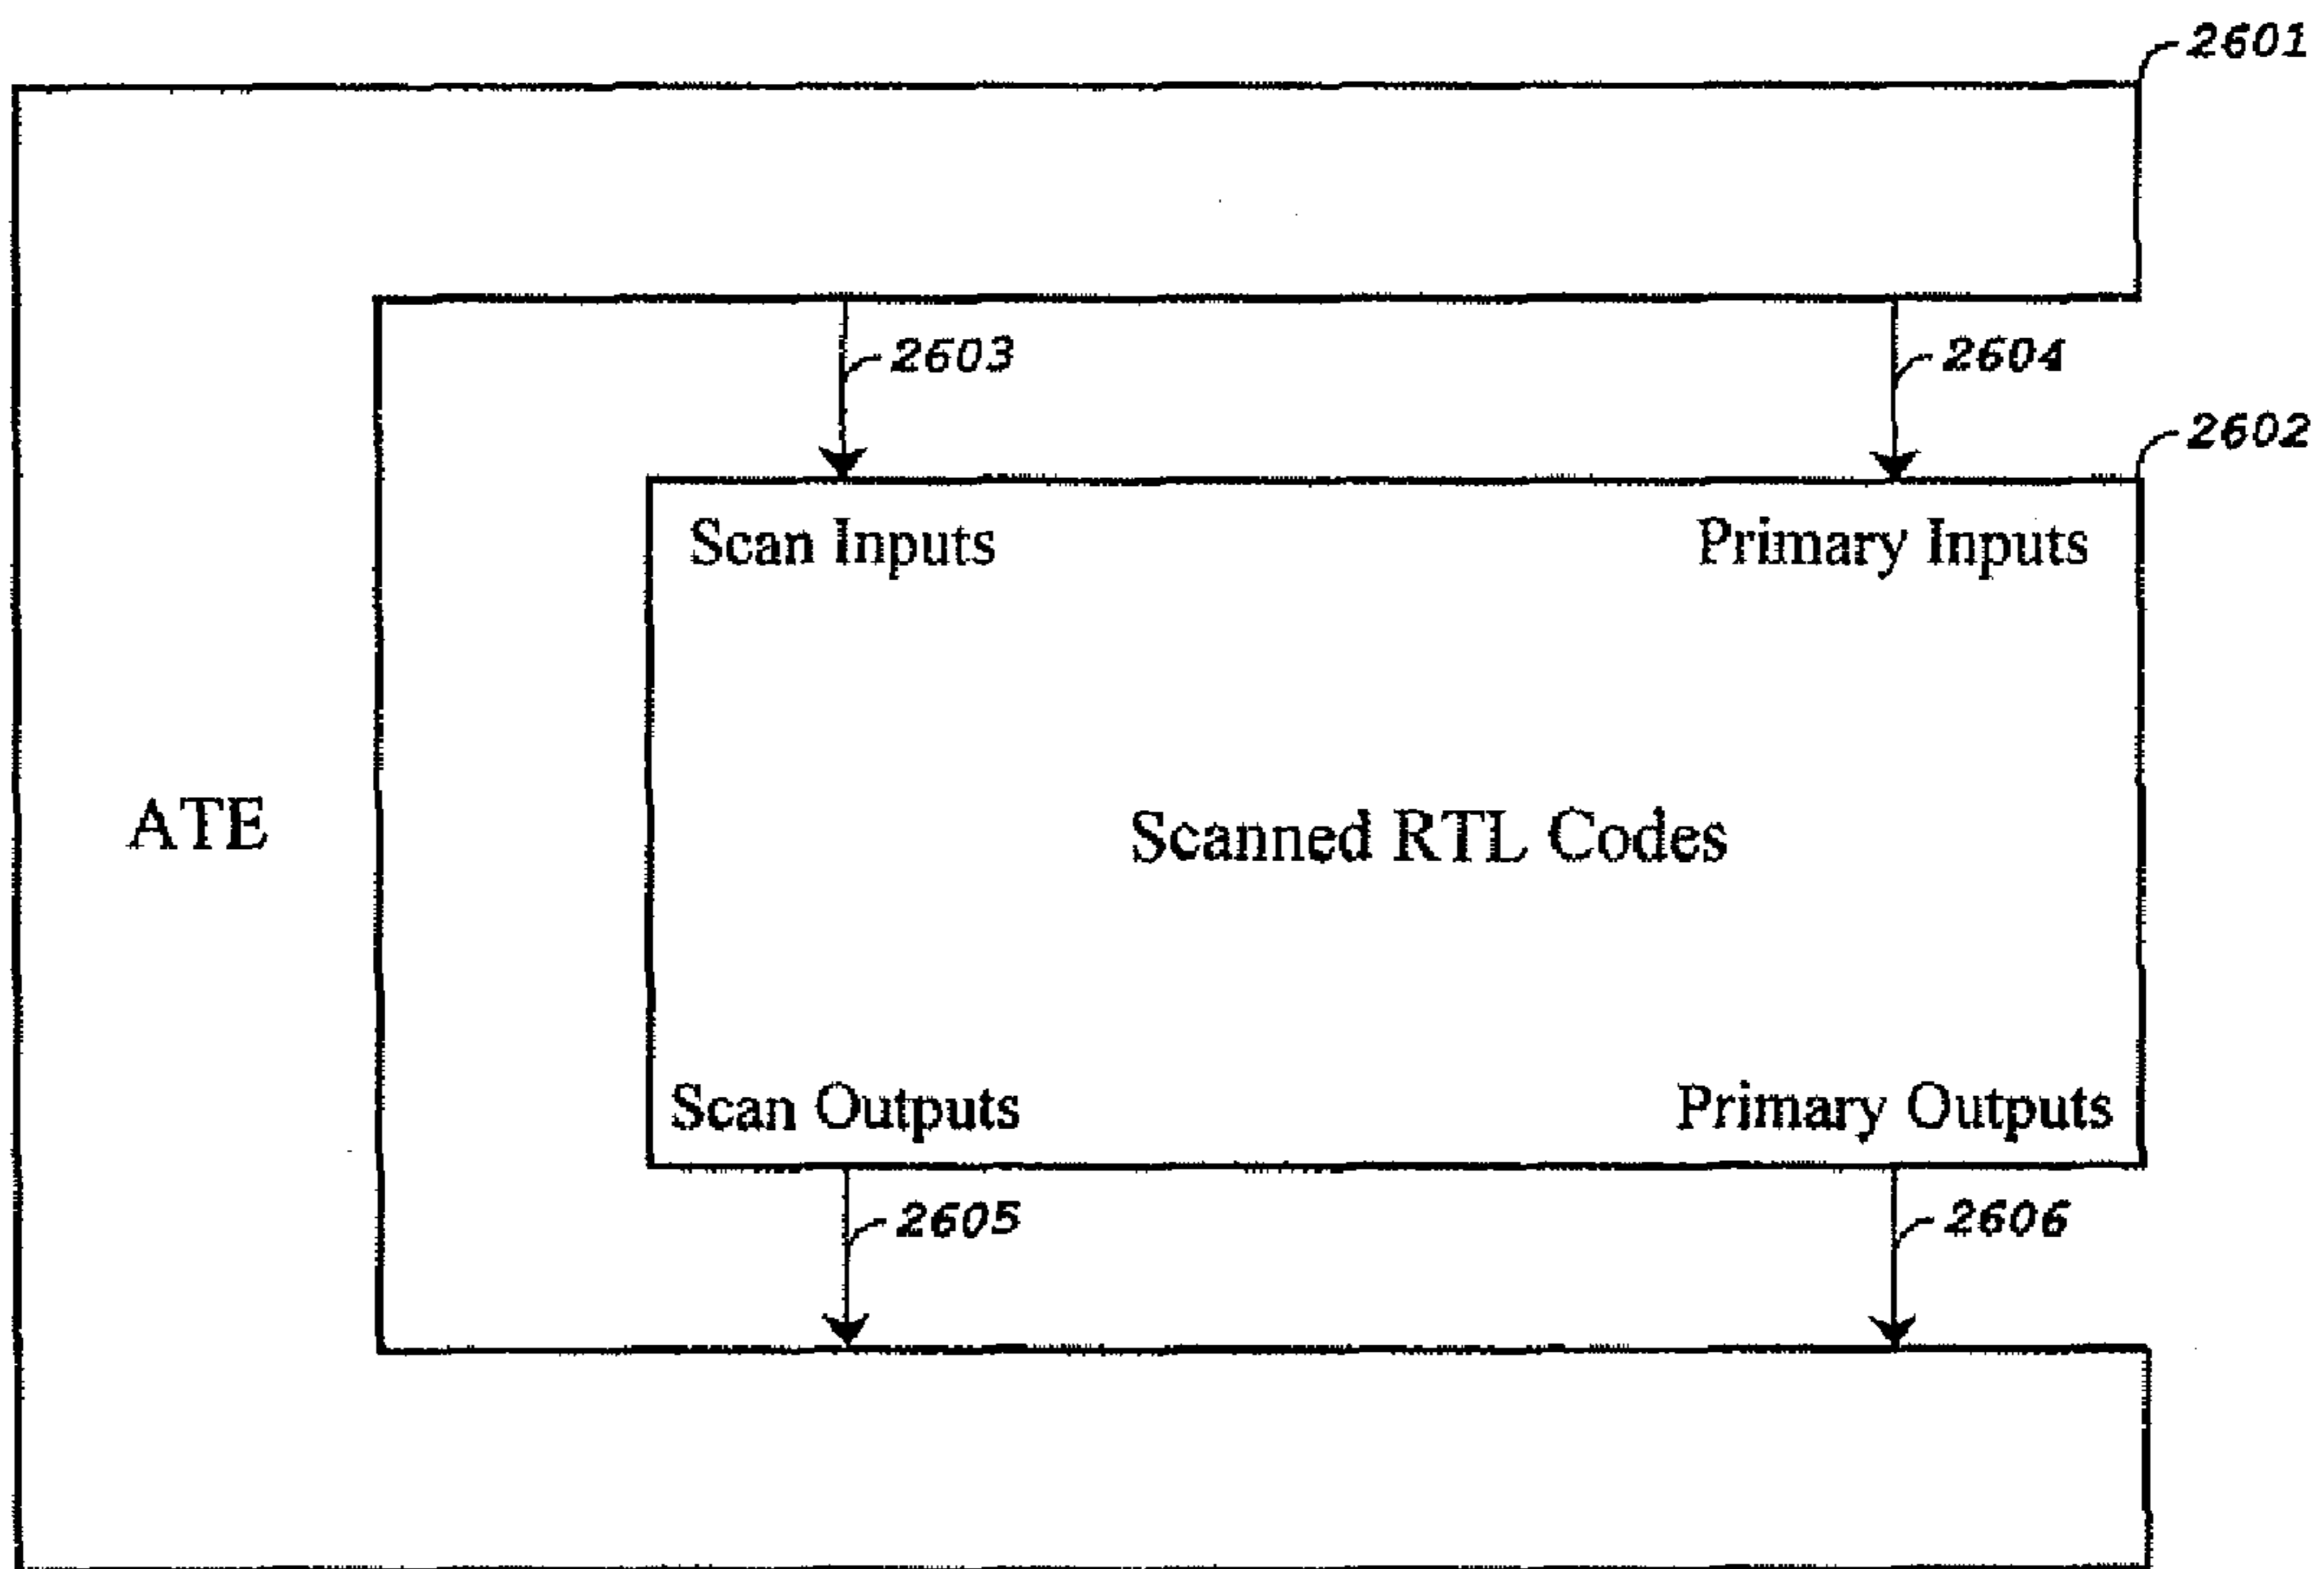 2601
2603
2604
2602
Scan Inputs
Primary Inputs
ATE
Scanned RTL Codes
Scan Outputs
Primary Outputs
2605
2606